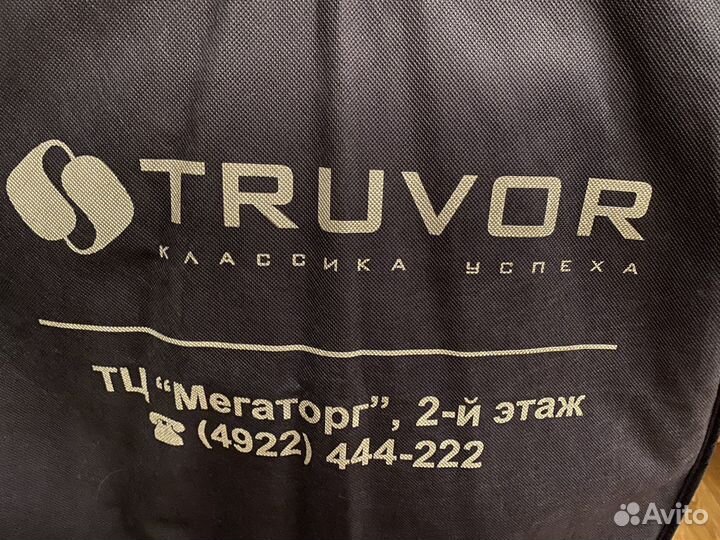 TRUVOR
КЛАССИКА УСПЕХА
ТЦ “Мегаторг”, 2-й этаж
☎ (4922) 444-222
Avito